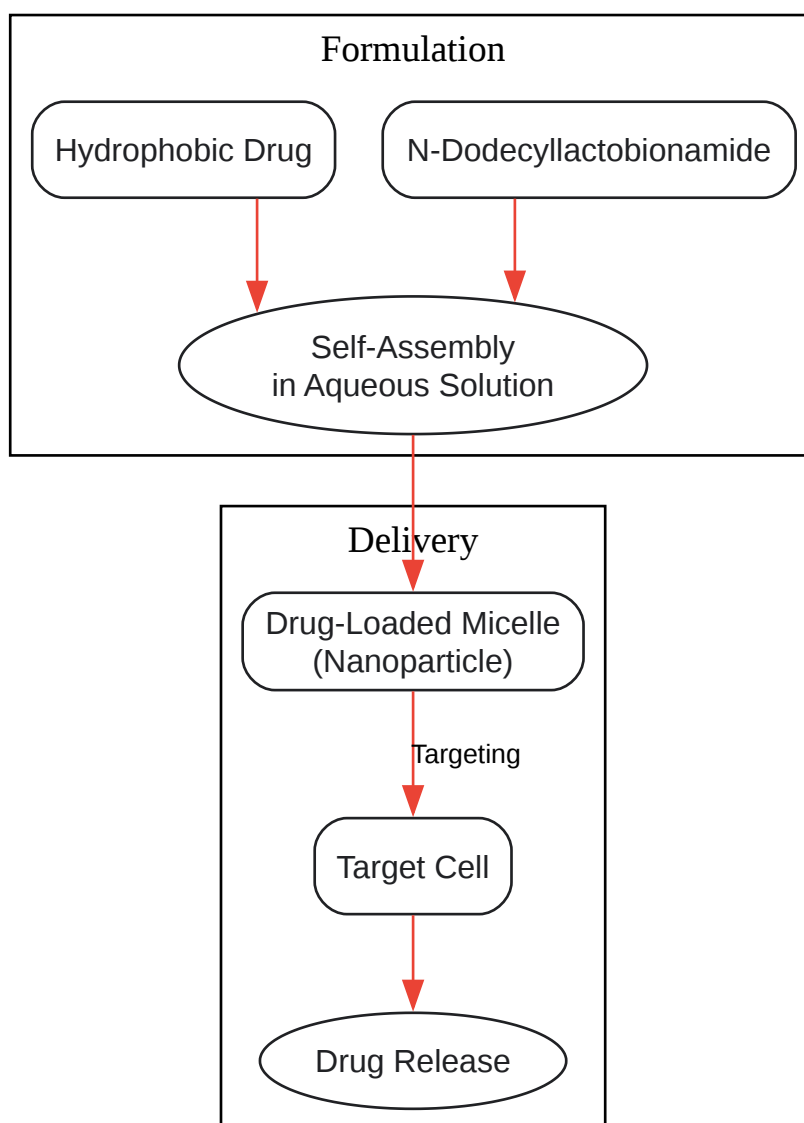 Formulation
Hydrophobic Drug
N-Dodecyllactobionamide
Self-Assembly
in Aqueous Solution
Delivery
Drug-Loaded Micelle
(Nanoparticle)
Targeting
Target Cell
Drug Release